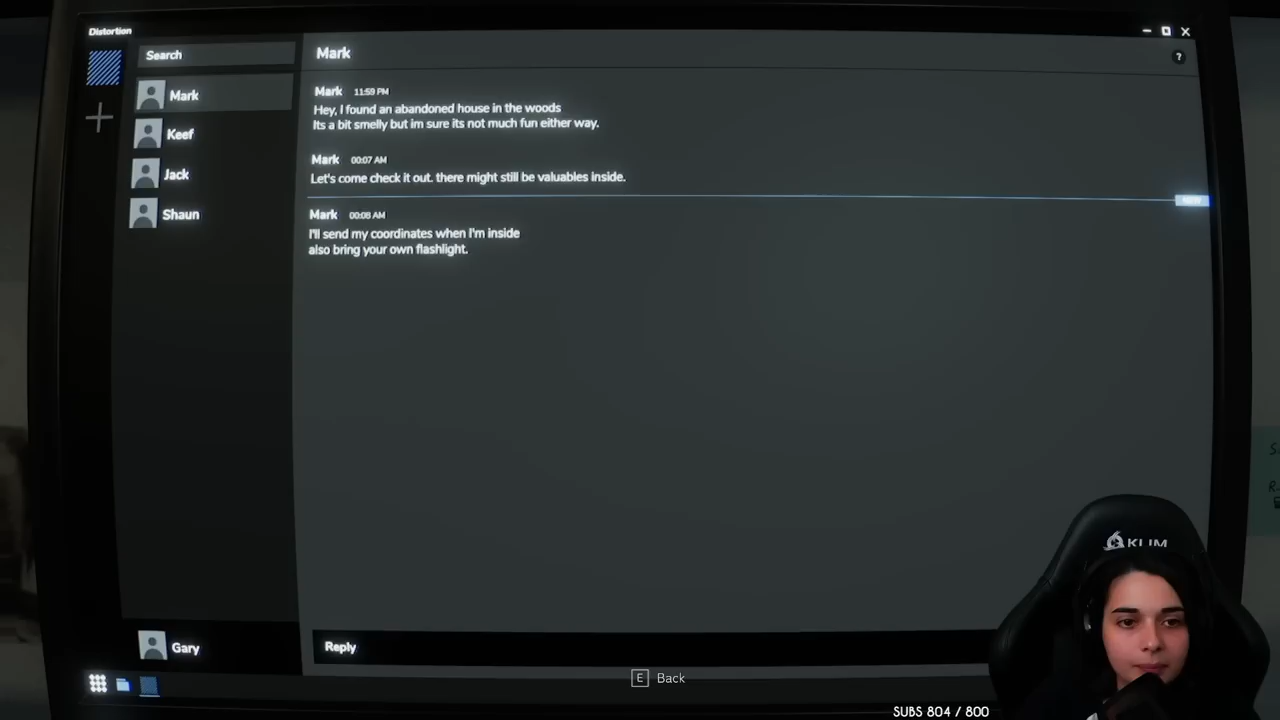 Distortion
Search
Mark
Keef
Jack
Shaun
Gary
Mark
?
Mark 11:59 PM
Hey, I found an abandoned house in the woods
Its a bit smelly but im sure its not much fun either way.
Mark 00:07 AM
Let's come check it out. there might still be valuables inside.
NEW
Mark 00:08 AM
I'll send my coordinates when I'm inside
also bring your own flashlight.
Reply
E Back
KLIM
SUBS 804 / 800